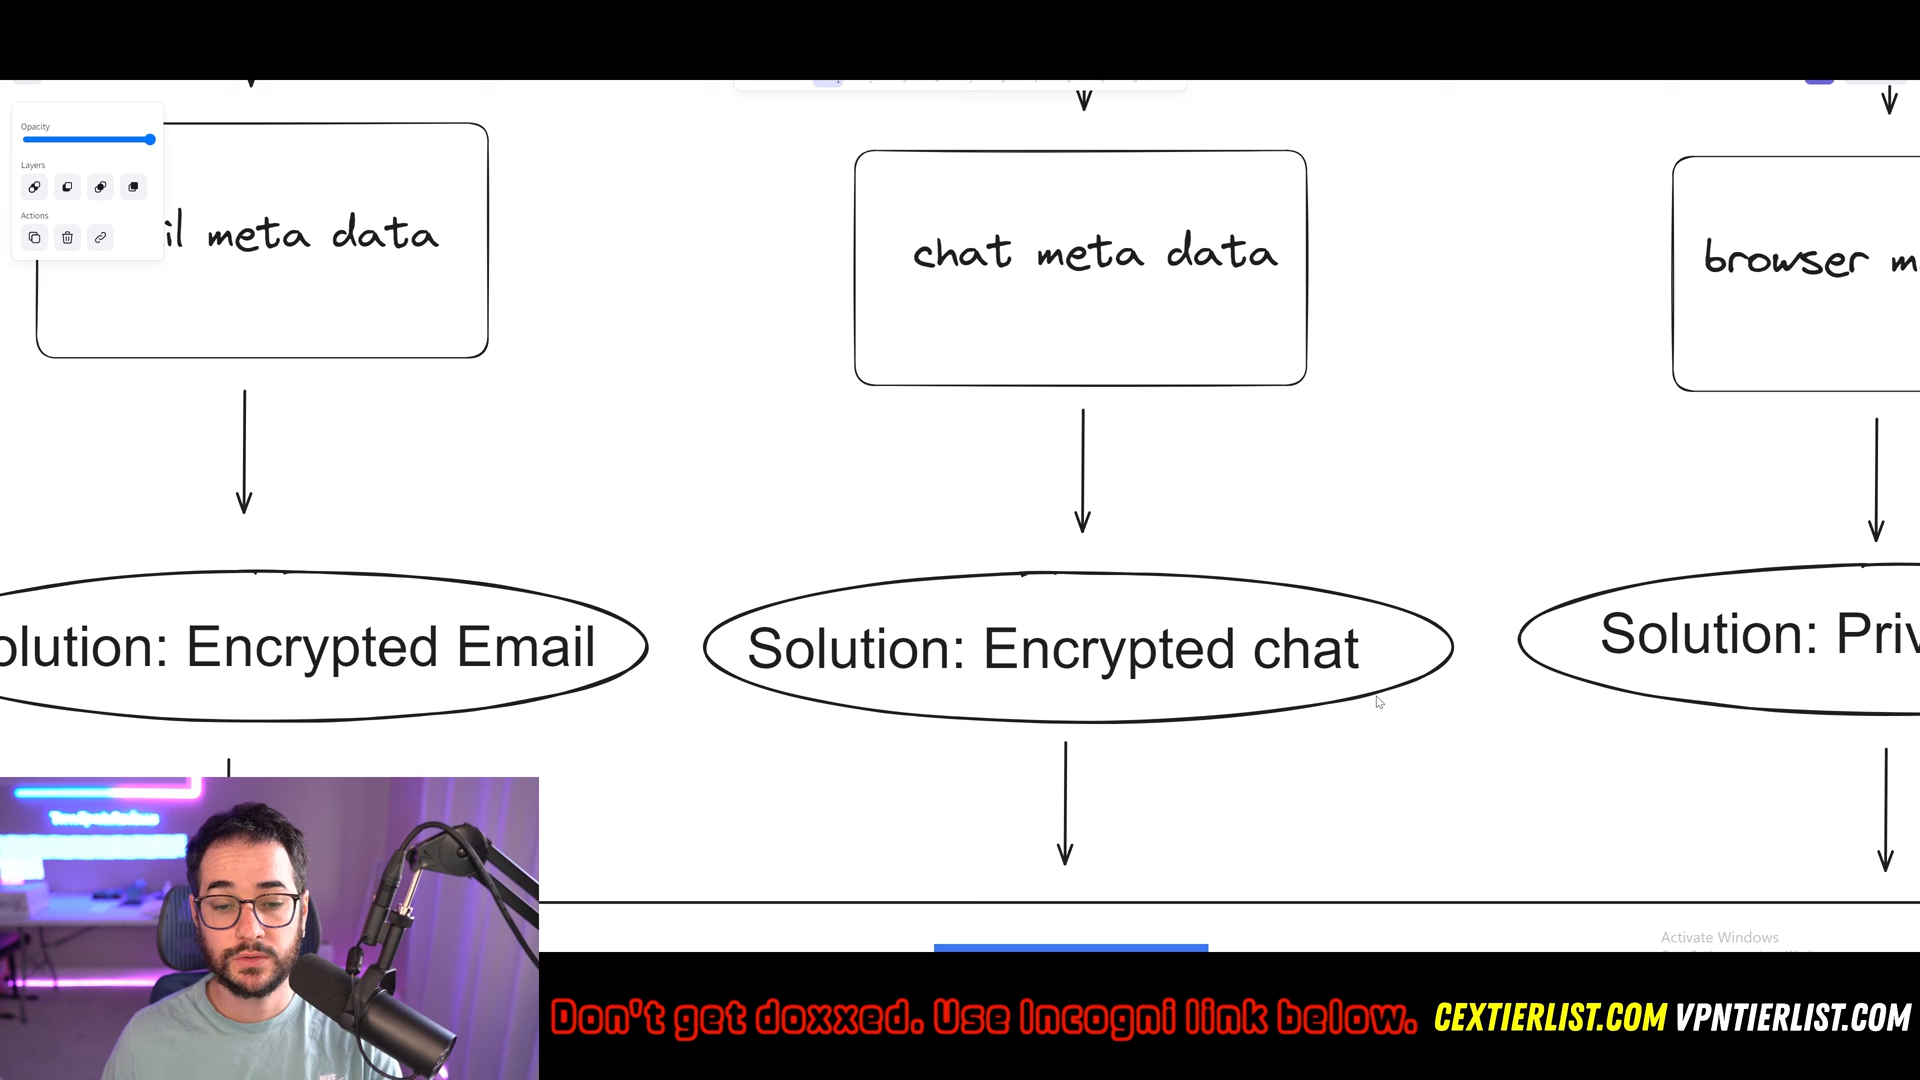 Opacity
Layers
Actions
il meta data
chat meta data
browser m
olution: Encrypted Email
Solution: Encrypted chat
Solution: Priv
Activate Windows
Don't get doxxed. Use Incogni link below.
CEXTIERLIST.COM VPNTIERLIST.COM